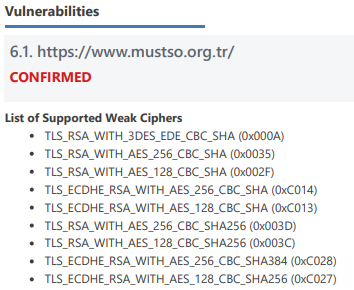 Vulnerabilities
6.1. https://www.mustso.org.tr/
CONFIRMED
List of Supported Weak Ciphers
• TLS_RSA_WITH_3DES_EDE_CBC_SHA (0x000A)
• TLS_RSA_WITH_AES_256_CBC_SHA (0x0035)
• TLS_RSA_WITH_AES_128_CBC_SHA (0x002F)
• TLS_ECDHE_RSA_WITH_AES_256_CBC_SHA (0xC014)
• TLS_ECDHE_RSA_WITH_AES_128_CBC_SHA (0xC013)
• TLS_RSA_WITH_AES_256_CBC_SHA256 (0x003D)
• TLS_RSA_WITH_AES_128_CBC_SHA256 (0x003C)
• TLS_ECDHE_RSA_WITH_AES_256_CBC_SHA384 (0xC028)
• TLS_ECDHE_RSA_WITH_AES_128_CBC_SHA256 (0xC027)